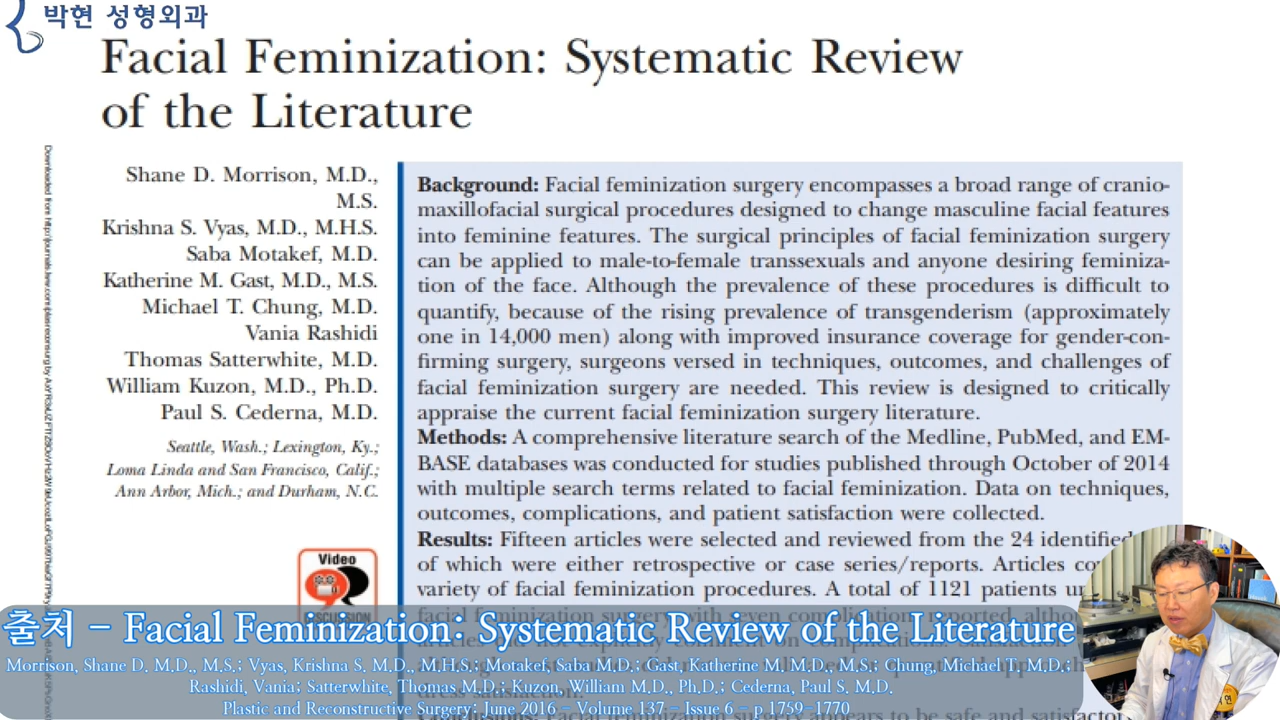 박현 성형외과
Facial Feminization: Systematic Review
of the Literature
Shane D. Morrison, M.D.,
M.S.
Krishna S. Vyas, M.D., M.H.S.
Saba Motakef, M.D.
Katherine M. Gast, M.D., M.S.
Michael T. Chung, M.D.
Vania Rashidi
Thomas Satterwhite, M.D.
William Kuzon, M.D., Ph.D.
Paul S. Cederna, M.D.
Seattle, Wash.; Lexington, Ky.;
Loma Linda and San Francisco, Calif.;
Ann Arbor, Mich.; and Durham, N.C.
Video
Background: Facial feminization surgery encompasses a broad range of cranio-
maxillofacial surgical procedures designed to change masculine facial features
into feminine features. The surgical principles of facial feminization surgery
can be applied to male-to-female transsexuals and anyone desiring feminiza-
tion of the face. Although the prevalence of these procedures is difficult to
quantify, because of the rising prevalence of transgenderism (approximately
one in 14,000 men) along with improved insurance coverage for gender-con-
firming surgery, surgeons versed in techniques, outcomes, and challenges of
facial feminization surgery are needed. This review is designed to critically
appraise the current facial feminization surgery literature.
Methods: A comprehensive literature search of the Medline, PubMed, and EM-
BASE databases was conducted for studies published through October of 2014
with multiple search terms related to facial feminization. Data on techniques,
outcomes, complications, and patient satisfaction were collected.
Results: Fifteen articles were selected and reviewed from the 24 identified
of which were either retrospective or case series/reports. Articles
variety of facial feminization procedures. A total of 1121 patients
출처 - Facial Feminization: Systematic Review of the Literature
Morrison, Shane D. M.D., M.S.; Vyas, Krishna S. M.D., M.H.S.; Motakef, Saba M.D.; Gast, Katherine M. M.D., M.S.; Chung, Michael T. M.D.;
Rashidi, Vania; Satterwhite, Thomas M.D.; Kuzon, William M.D., Ph.D.; Cederna, Paul S. M.D.
Plastic and Reconstructive Surgery: June 2016 - Volume 137 - Issue 6 - p 1759-1770